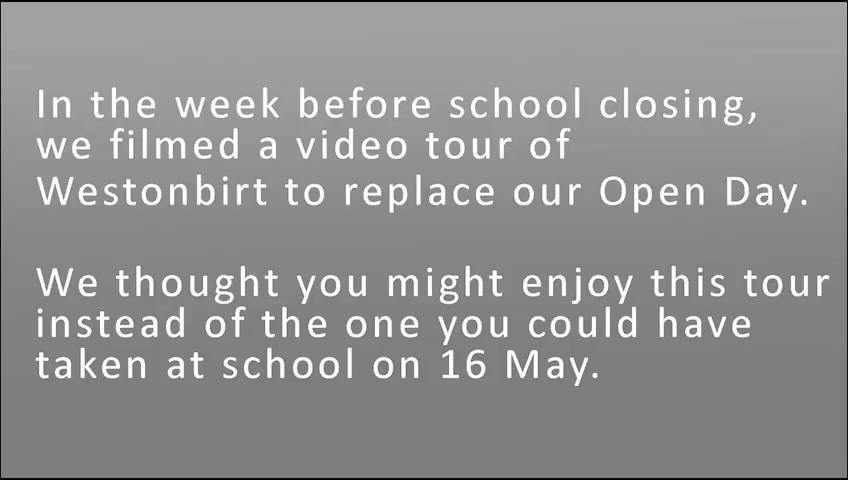 In the week before school closing,
we filmed a video tour of
Westonbirt to replace our Open Day.
We thought you might enjoy this tour
instead of the one you could have
taken at school on 16 May.